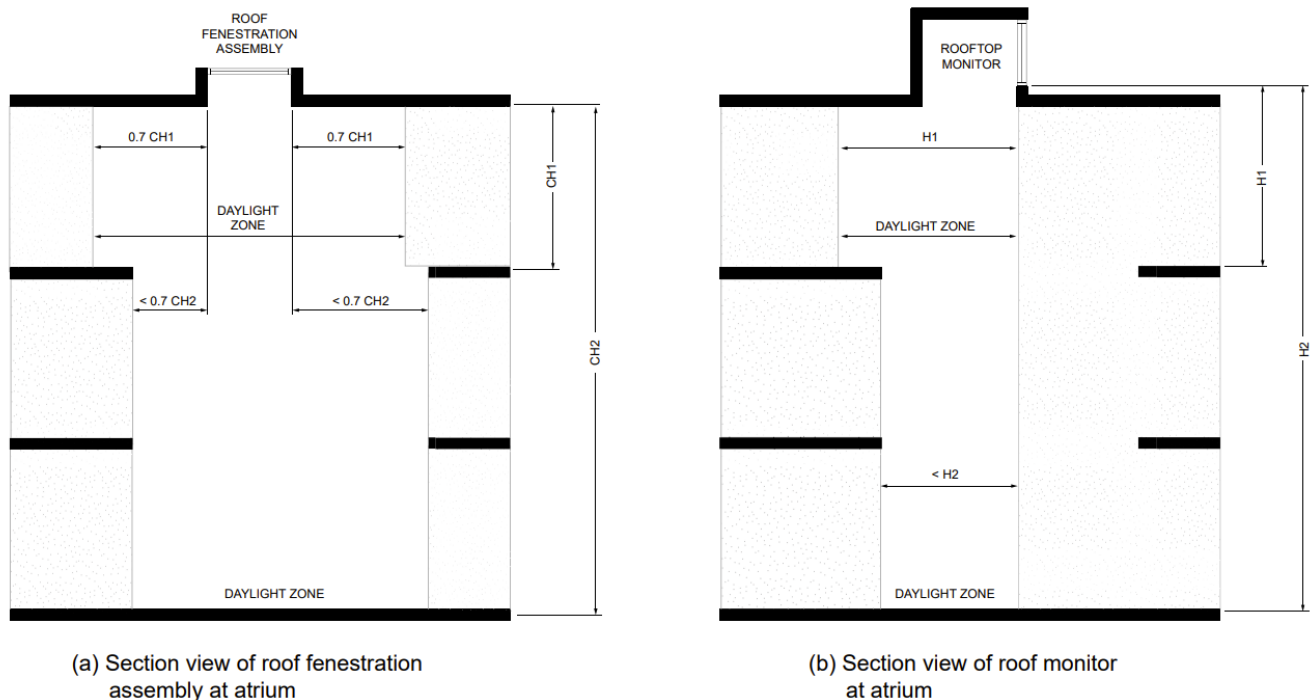 ROOF
FENESTRATION
ASSEMBLY
0.7 CH1
0.7 CH1
CH1
DAYLIGHT
ZONE
< 0.7 CH2
< 0.7 CH2
CH2
DAYLIGHT ZONE
(a) Section view of roof fenestration
assembly at atrium
ROOFTOP
MONITOR
H1
H1
DAYLIGHT ZONE
H2
< H2
DAYLIGHT ZONE
(b) Section view of roof monitor
at atrium